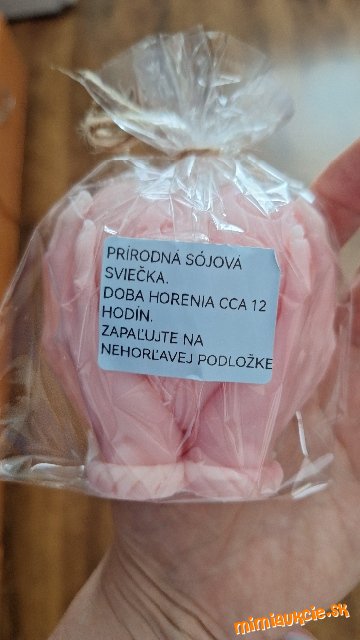 PRÍRODNÁ SÓJOVÁ
SVIEČKA.
DOBA HORENIA CCA 12
HODÍN.
ZAPAĽUJTE NA
NEHORĽAVEJ PODLOŽKE
mimiaukcie.sk